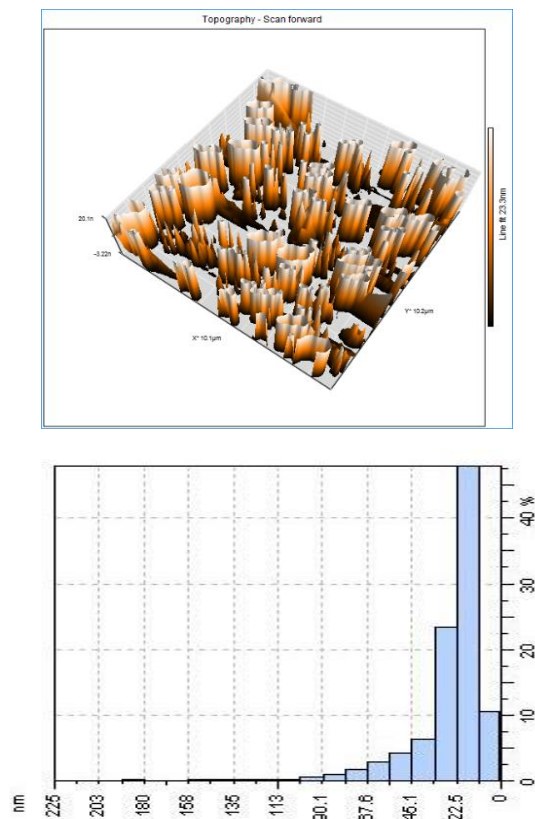 Topography - Scan forward
20.1n
-3.22n
X* 10.1µm
Y* 10.2µm
Line fit 23.3nm
40 %
30
20
10
0
nm
225
203
180
158
135
113
90.1
67.6
45.1
22.5
0